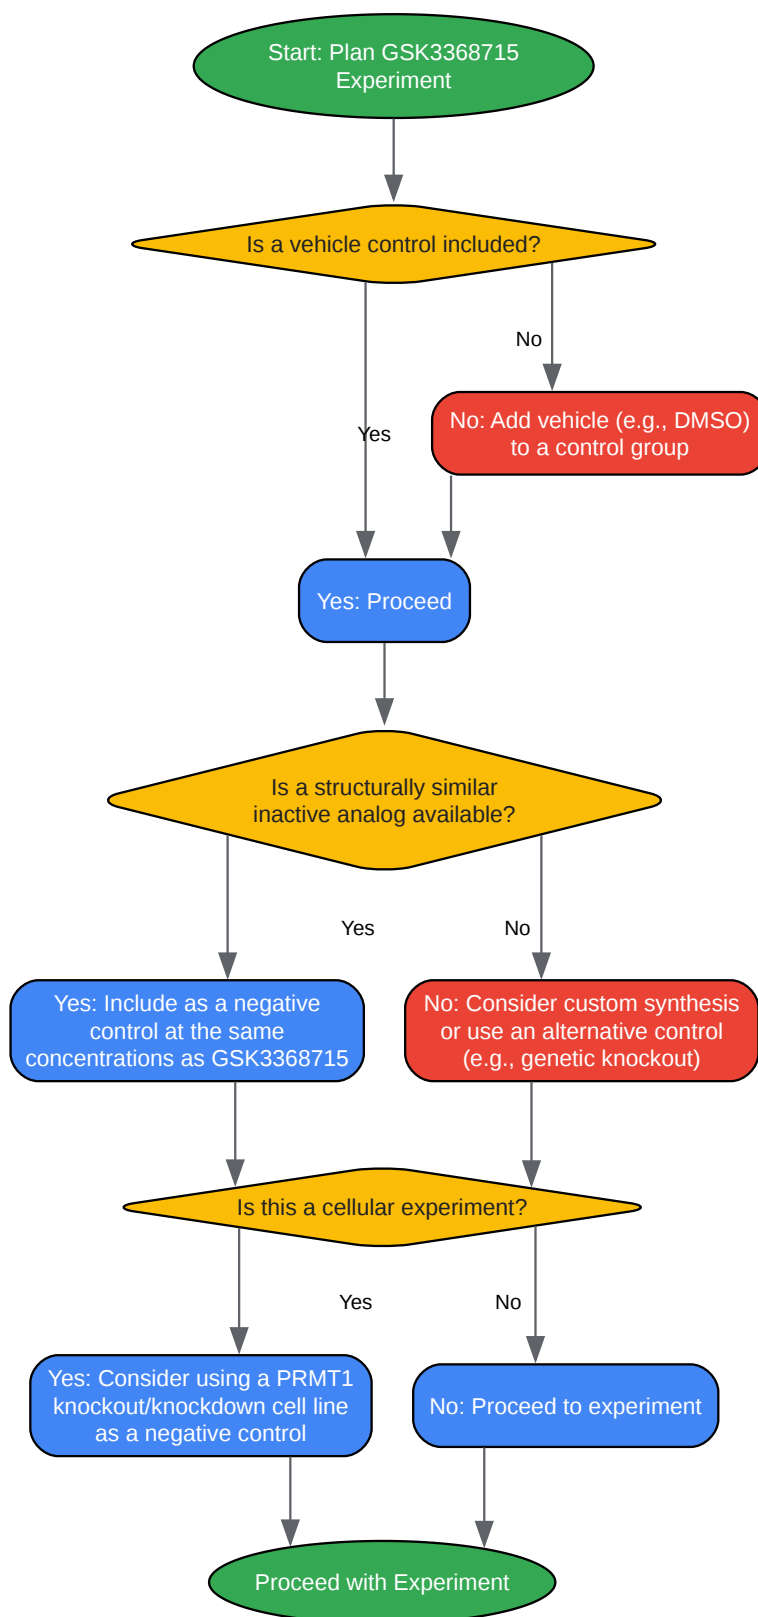 Start: Plan GSK3368715
Experiment
Is a vehicle control included?
No
No: Add vehicle (e.g., DMSO)
to a control group
Yes
Yes: Proceed
Is a structurally similar
inactive analog available?
Yes
No
Yes: Include as a negative
control at the same
concentrations as GSK3368715
No: Consider custom synthesis
or use an alternative control
(e.g., genetic knockout)
Is this a cellular experiment?
Yes
No
Yes: Consider using a PRMT1
knockout/knockdown cell line
as a negative control
No: Proceed to experiment
Proceed with Experiment